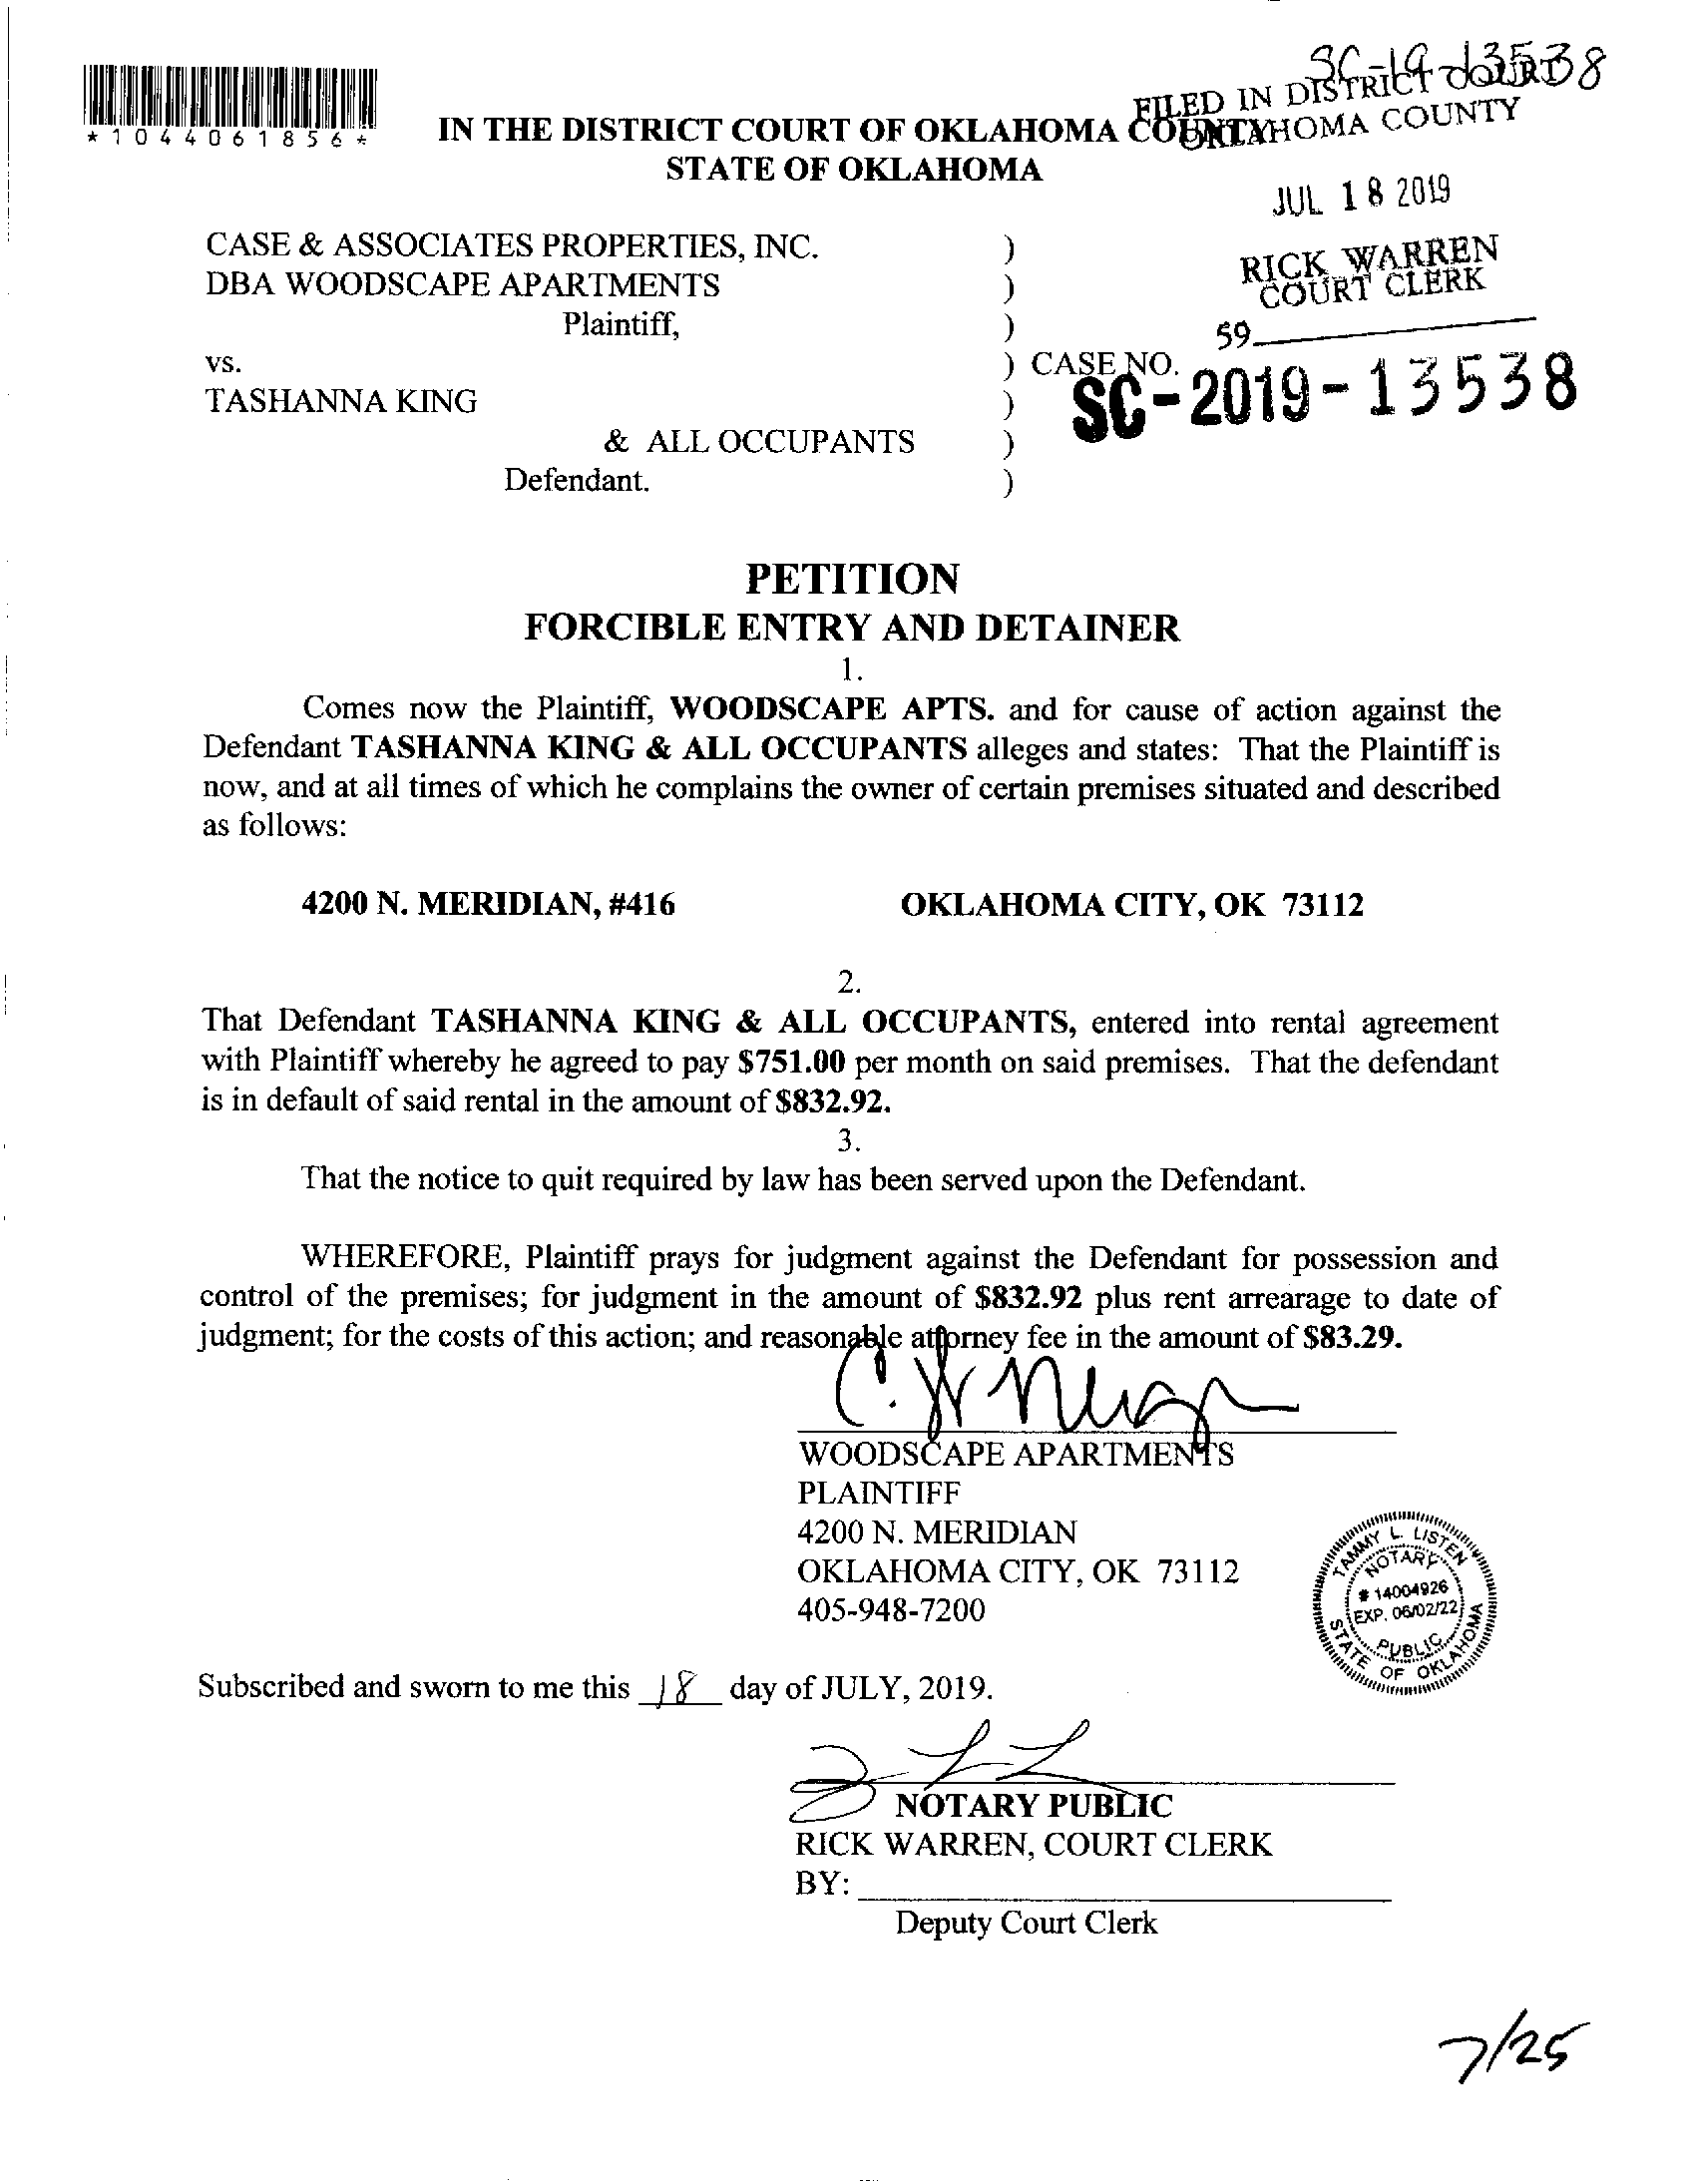 SC-19-13538
FILED IN DISTRICT COURT
OKLAHOMA COUNTY
*1044061856*
IN THE DISTRICT COURT OF OKLAHOMA COUNTY
STATE OF OKLAHOMA
JUL 18 2019
CASE & ASSOCIATES PROPERTIES, INC. )
RICK WARREN
COURT CLERK
DBA WOODSCAPE APARTMENTS )
Plaintiff, )
59
vs. ) CASE NO.
SC-2019-13538
TASHANNA KING )
& ALL OCCUPANTS )
Defendant. )
PETITION
FORCIBLE ENTRY AND DETAINER
1.
Comes now the Plaintiff, WOODSCAPE APTS. and for cause of action against the
Defendant TASHANNA KING & ALL OCCUPANTS alleges and states: That the Plaintiff is
now, and at all times of which he complains the owner of certain premises situated and described
as follows:
4200 N. MERIDIAN, #416 OKLAHOMA CITY, OK 73112
2.
That Defendant TASHANNA KING & ALL OCCUPANTS, entered into rental agreement
with Plaintiff whereby he agreed to pay $751.00 per month on said premises. That the defendant
is in default of said rental in the amount of $832.92.
3.
That the notice to quit required by law has been served upon the Defendant.
WHEREFORE, Plaintiff prays for judgment against the Defendant for possession and
control of the premises; for judgment in the amount of $832.92 plus rent arrearage to date of
judgment; for the costs of this action; and reasonable attorney fee in the amount of $83.29.
WOODSCAPE APARTMENTS
PLAINTIFF
4200 N. MERIDIAN
OKLAHOMA CITY, OK 73112
405-948-7200
TAMMY L. LISTEN
NOTARY
# 14004926
EXP. 06/02/22
PUBLIC
STATE OF OKLAHOMA
Subscribed and sworn to me this 18 day of JULY, 2019.
NOTARY PUBLIC
RICK WARREN, COURT CLERK
BY:
Deputy Court Clerk
7/25